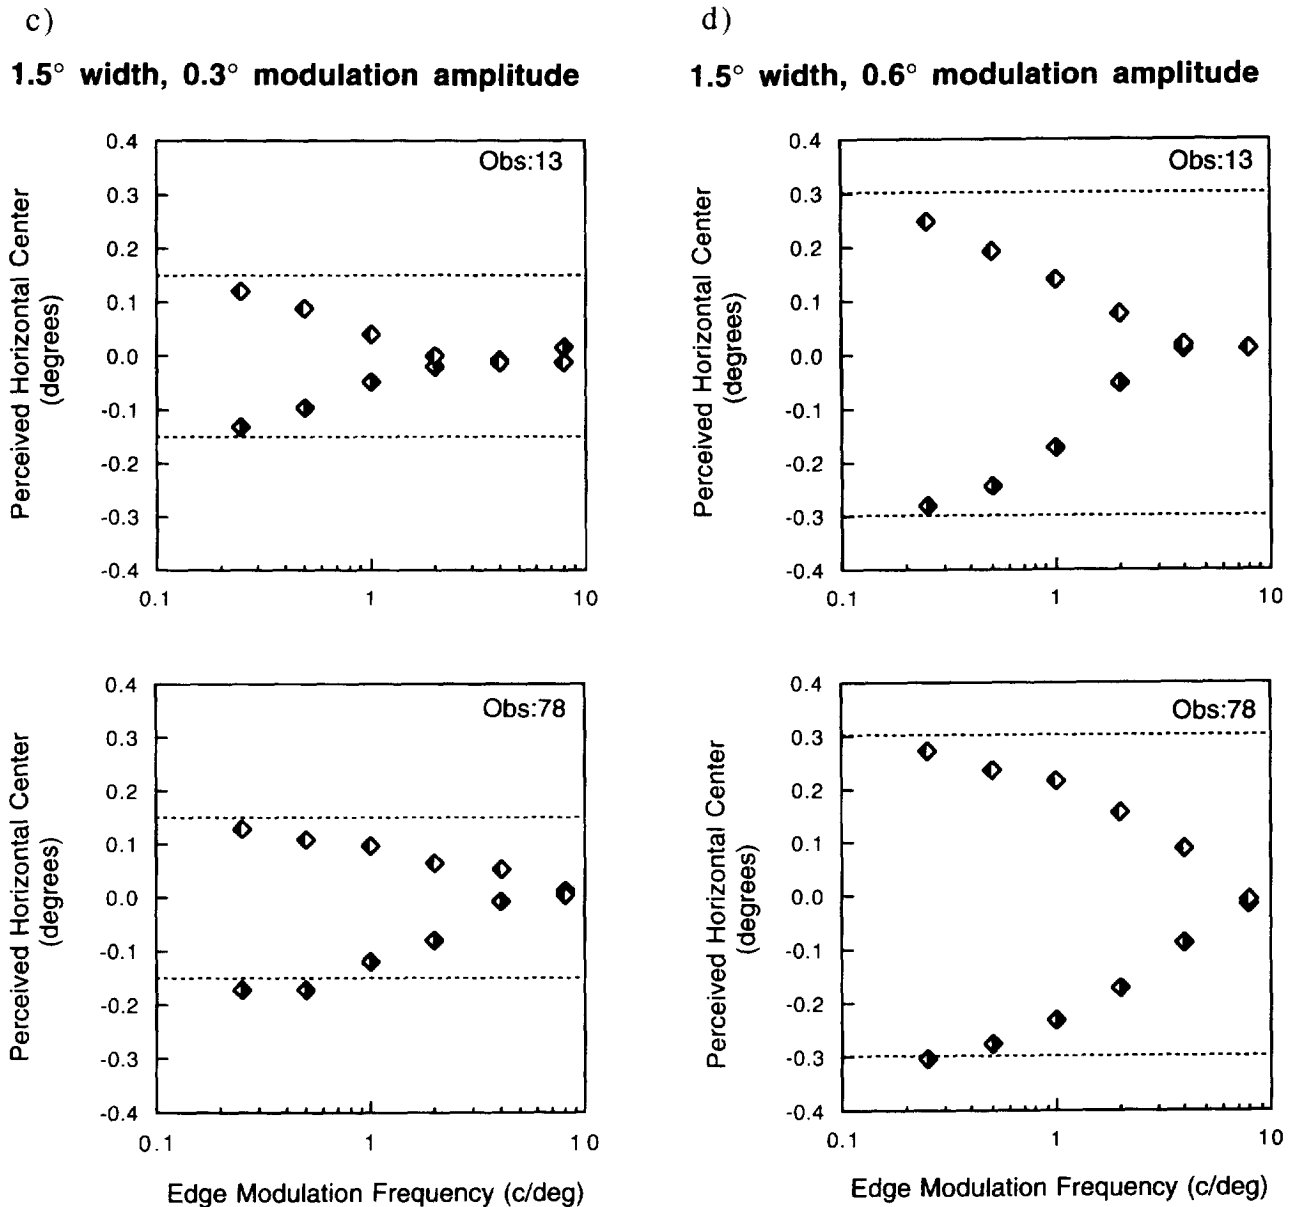 c)
1.5° width, 0.3° modulation amplitude
Obs:13
0.4
0.3
0.2
0.1
0.0
-0.1
-0.2
-0.3
-0.4
0.1
1
10
Perceived Horizontal Center
(degrees)
Obs:78
0.4
0.3
0.2
0.1
0.0
-0.1
-0.2
-0.3
-0.4
0.1
1
10
Perceived Horizontal Center
(degrees)
Edge Modulation Frequency (c/deg)
d)
1.5° width, 0.6° modulation amplitude
Obs:13
0.4
0.3
0.2
0.1
0.0
-0.1
-0.2
-0.3
-0.4
0.1
1
10
Perceived Horizontal Center
(degrees)
Obs:78
0.4
0.3
0.2
0.1
0.0
-0.1
-0.2
-0.3
-0.4
0.1
1
10
Perceived Horizontal Center
(degrees)
Edge Modulation Frequency (c/deg)